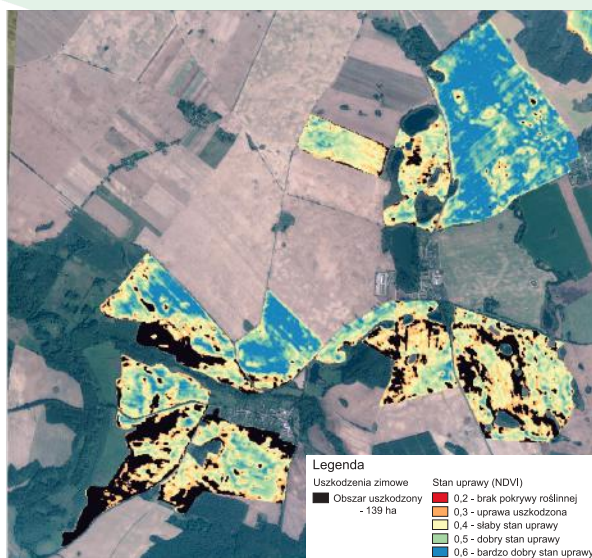 Legenda
Uszkodzenia zimowe
Obszar uszkodzony
- 139 ha
Stan uprawy (NDVI)
0,2 - brak pokrywy roślinnej
0,3 - uprawa uszkodzona
0,4 - słaby stan uprawy
0,5 - dobry stan uprawy
0,6 - bardzo dobry stan uprawy